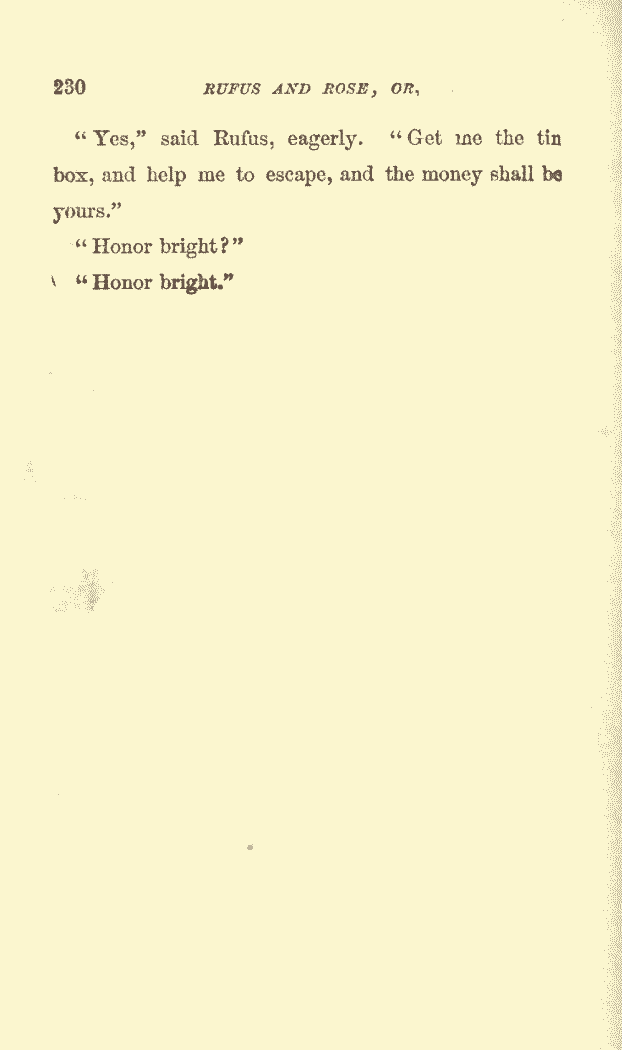 230 RUFUS AND ROSE, OR,
“Yes,” said Rufus, eagerly. “Get me the tin
box, and help me to escape, and the money shall be
yours.”
“Honor bright?”
“Honor bright.”